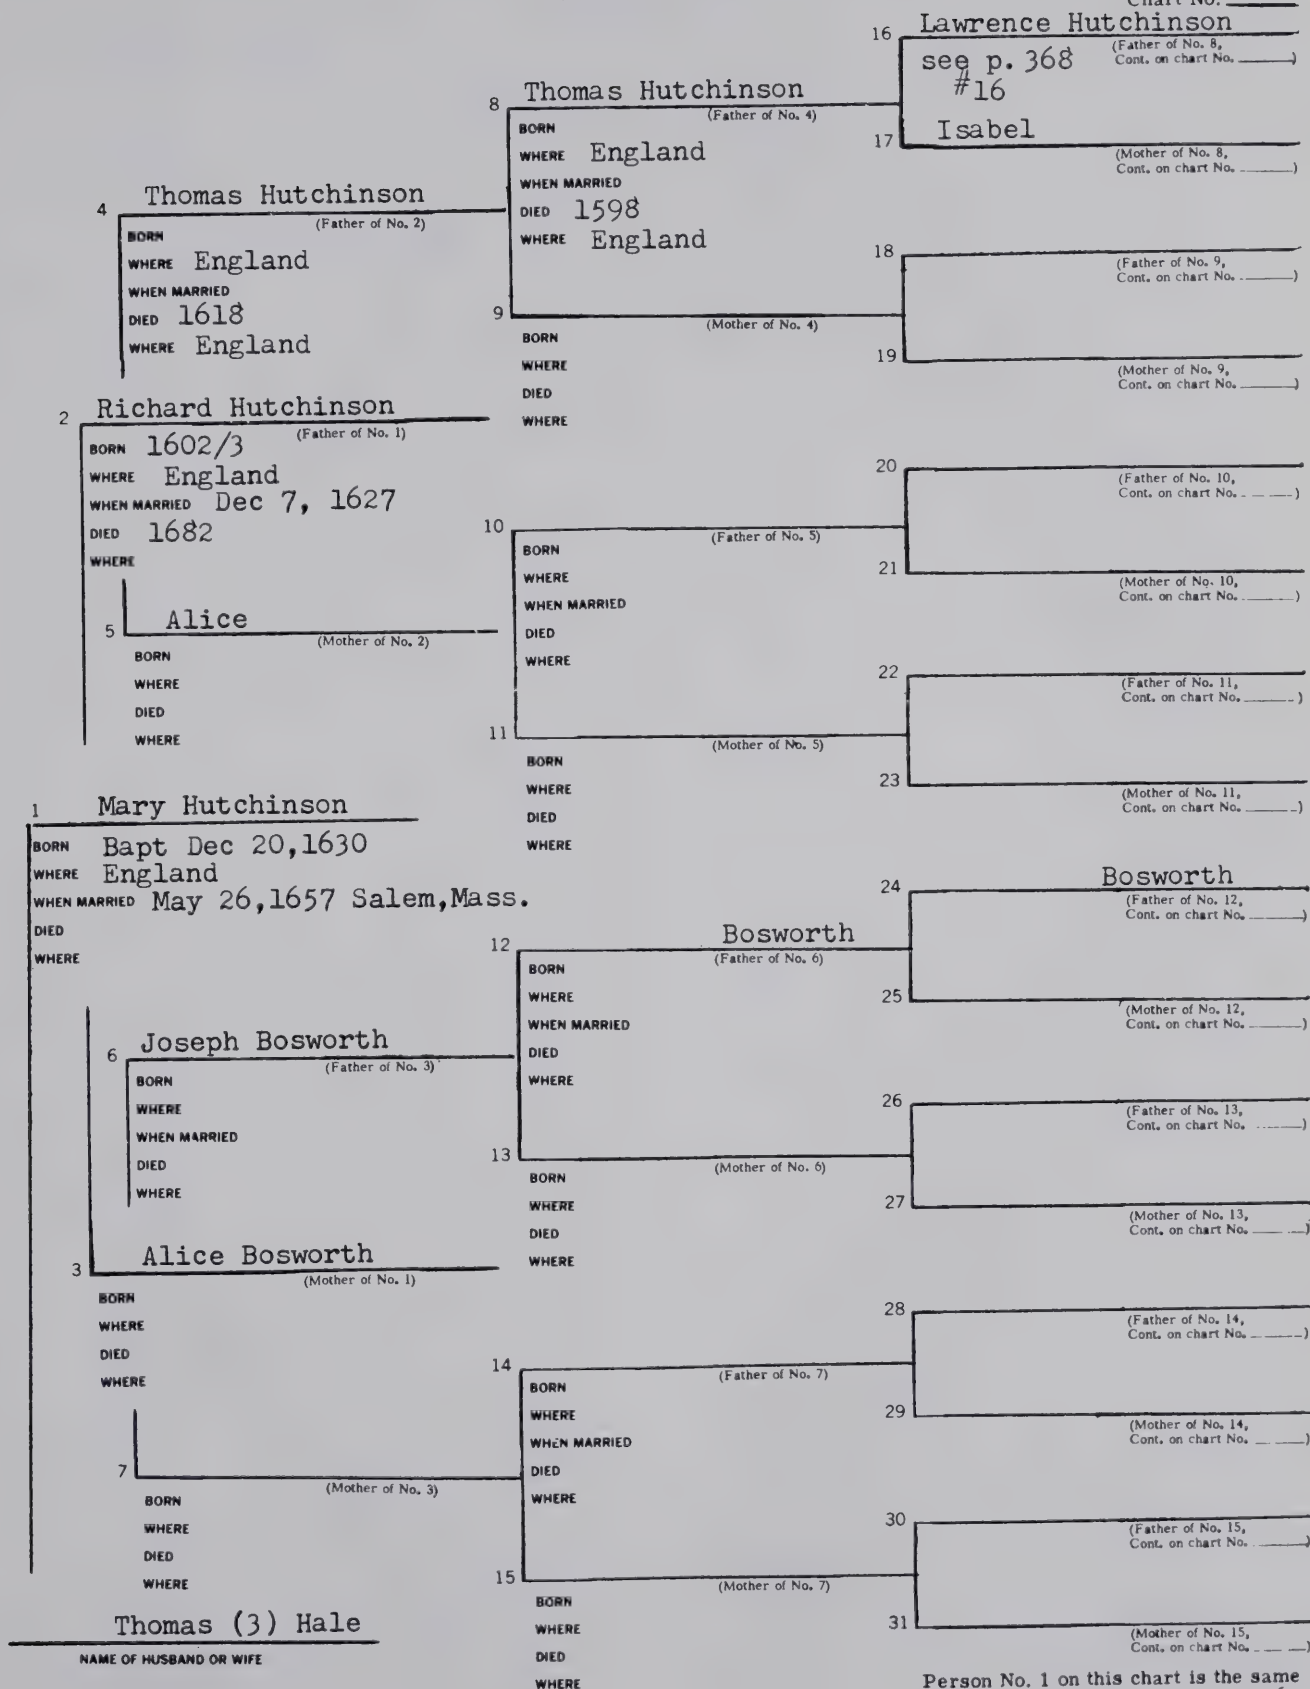 Chart No.
16 Lawrence Hutchinson
(Father of No. 8,
Cont. on chart No. ______)
see p. 368
#16
8 Thomas Hutchinson
(Father of No. 4)
BORN
WHERE England
WHEN MARRIED
DIED 1598
WHERE England
17 Isabel
(Mother of No. 8,
Cont. on chart No. ______)
4 Thomas Hutchinson
(Father of No. 2)
BORN
WHERE England
WHEN MARRIED
DIED 1618
WHERE England
18
(Father of No. 9,
Cont. on chart No. ______)
9
(Mother of No. 4)
BORN
WHERE
DIED
WHERE
19
(Mother of No. 9,
Cont. on chart No. ______)
2 Richard Hutchinson
(Father of No. 1)
BORN 1602/3
WHERE England
WHEN MARRIED Dec 7, 1627
DIED 1682
WHERE
20
(Father of No. 10,
Cont. on chart No. ______)
10
(Father of No. 5)
BORN
WHERE
WHEN MARRIED
DIED
WHERE
21
(Mother of No. 10,
Cont. on chart No. ______)
5 Alice
(Mother of No. 2)
BORN
WHERE
DIED
WHERE
22
(Father of No. 11,
Cont. on chart No. ______)
11
(Mother of No. 5)
BORN
WHERE
DIED
WHERE
23
(Mother of No. 11,
Cont. on chart No. ______)
1 Mary Hutchinson
BORN Bapt Dec 20,1630
WHERE England
WHEN MARRIED May 26,1657 Salem,Mass.
DIED
WHERE
24 Bosworth
(Father of No. 12,
Cont. on chart No. ______)
12 Bosworth
(Father of No. 6)
BORN
WHERE
WHEN MARRIED
DIED
WHERE
25
(Mother of No. 12,
Cont. on chart No. ______)
6 Joseph Bosworth
(Father of No. 3)
BORN
WHERE
WHEN MARRIED
DIED
WHERE
26
(Father of No. 13,
Cont. on chart No. ______)
13
(Mother of No. 6)
BORN
WHERE
DIED
WHERE
27
(Mother of No. 13,
Cont. on chart No. ______)
3 Alice Bosworth
(Mother of No. 1)
BORN
WHERE
DIED
WHERE
28
(Father of No. 14,
Cont. on chart No. ______)
14
(Father of No. 7)
BORN
WHERE
WHEN MARRIED
DIED
WHERE
29
(Mother of No. 14,
Cont. on chart No. ______)
7
(Mother of No. 3)
BORN
WHERE
DIED
WHERE
30
(Father of No. 15,
Cont. on chart No. ______)
15
(Mother of No. 7)
BORN
WHERE
DIED
WHERE
31
(Mother of No. 15,
Cont. on chart No. ______)
Thomas (3) Hale
NAME OF HUSBAND OR WIFE
Person No. 1 on this chart is the same